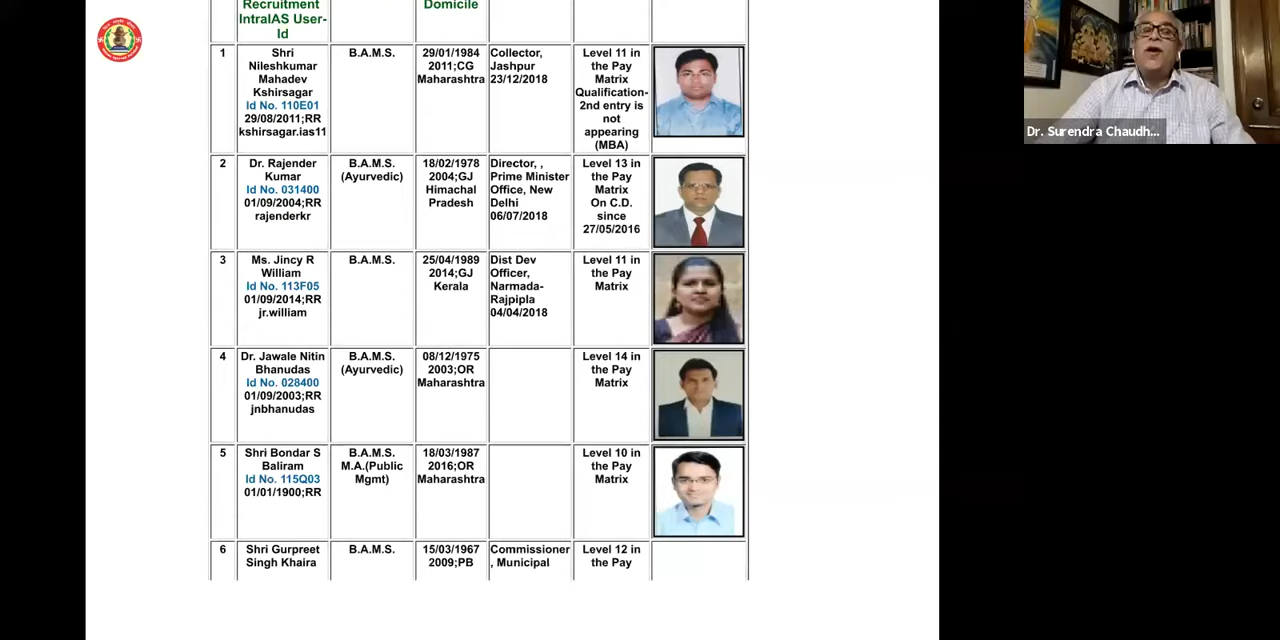 Recruitment
IntraIAS User-
Id
Domicile
1
Shri
Nileshkumar
Mahadev
Kshirsagar
Id No. 110E01
29/08/2011;RR
kshirsagar.ias11
B.A.M.S.
29/01/1984
2011;CG
Maharashtra
Collector,
Jashpur
23/12/2018
Level 11 in
the Pay
Matrix
Qualification-
2nd entry is
not
appearing
(MBA)
2
Dr. Rajender
Kumar
Id No. 031400
01/09/2004;RR
rajenderkr
B.A.M.S.
(Ayurvedic)
18/02/1978
2004;GJ
Himachal
Pradesh
Director, ,
Prime Minister
Office, New
Delhi
06/07/2018
Level 13 in
the Pay
Matrix
On C.D.
since
27/05/2016
3
Ms. Jincy R
William
Id No. 113F05
01/09/2014;RR
jr.william
B.A.M.S.
25/04/1989
2014;GJ
Kerala
Dist Dev
Officer,
Narmada-
Rajpipla
04/04/2018
Level 11 in
the Pay
Matrix
4
Dr. Jawale Nitin
Bhanudas
Id No. 028400
01/09/2003;RR
jnbhanudas
B.A.M.S.
(Ayurvedic)
08/12/1975
2003;OR
Maharashtra
Level 14 in
the Pay
Matrix
5
Shri Bondar S
Baliram
Id No. 115Q03
01/01/1900;RR
B.A.M.S.
M.A.(Public
Mgmt)
18/03/1987
2016;OR
Maharashtra
Level 10 in
the Pay
Matrix
6
Shri Gurpreet
Singh Khaira
B.A.M.S.
15/03/1967
2009;PB
Commissioner
, Municipal
Level 12 in
the Pay
Dr. Surendra Chaudh...